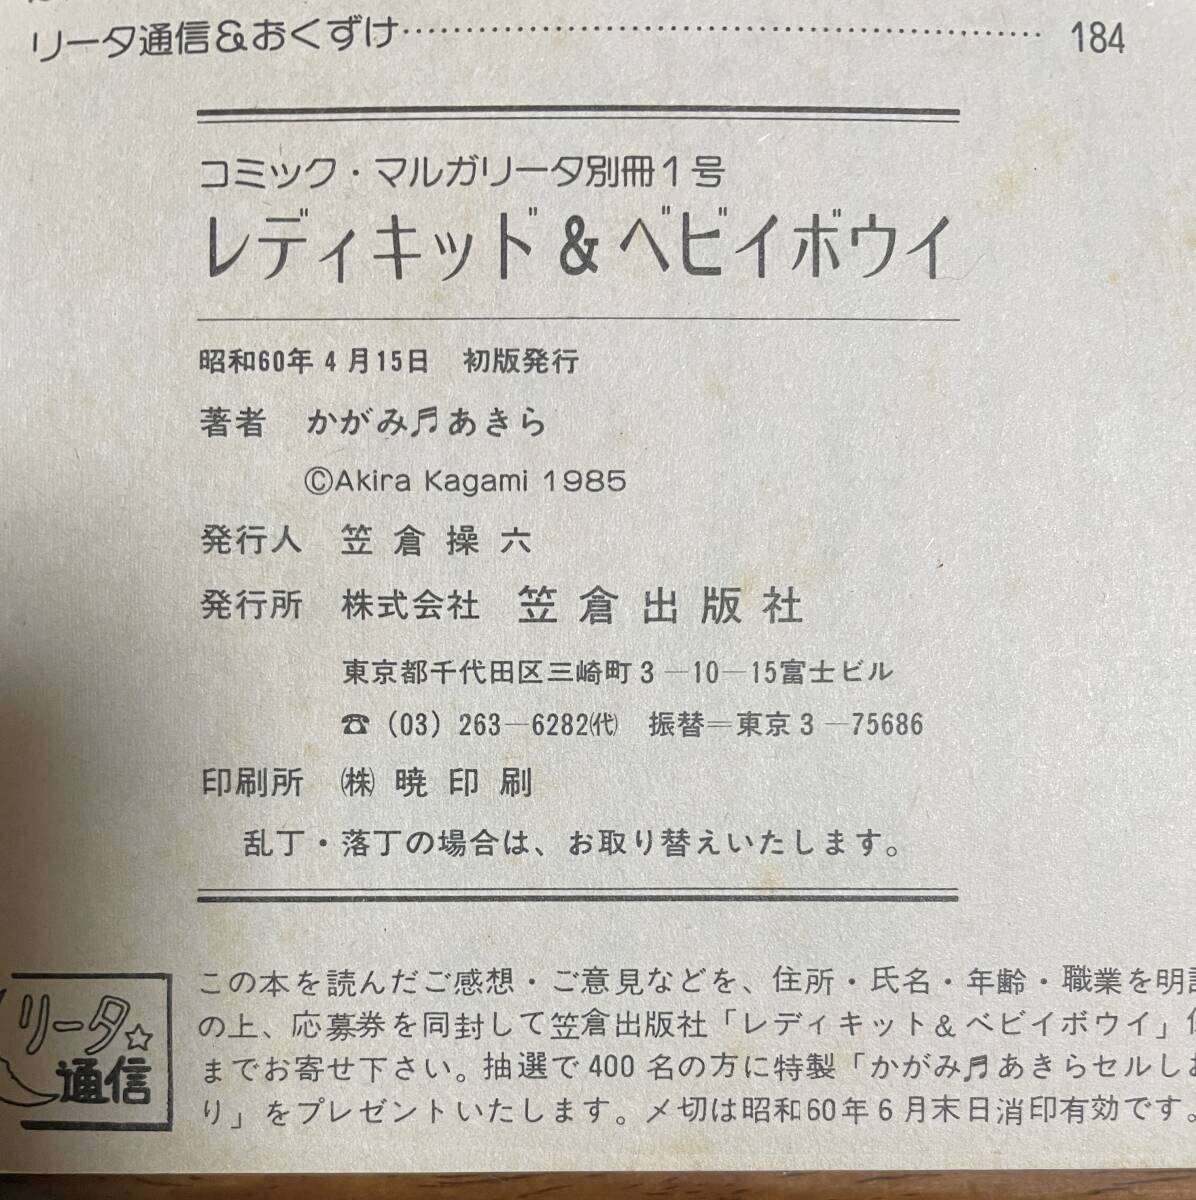 リータ通信&おくずけ……………………………………………… 184
コミック・マルガリータ別冊1号
レディキッド&ベビイボウイ
昭和60年4月15日 初版発行
著者 かがみ♬あきら
©Akira Kagami 1985
発行人 笠倉操六
発行所 株式会社 笠倉出版社
東京都千代田区三崎町3－10－15富士ビル
☎(03)263－6282㈹ 振替＝東京3－75686
印刷所 ㈱暁印刷
乱丁・落丁の場合は、お取り替えいたします。
リータ☆
通信
この本を読んだご感想・ご意見などを、住所・氏名・年齢・職業を明記
の上、応募券を同封して笠倉出版社「レディキット&ベビイボウイ」
までお寄せ下さい。抽選で400名の方に特製「かがみ♬あきらセルしお
り」をプレゼントいたします。〆切は昭和60年6月末日消印有効です。